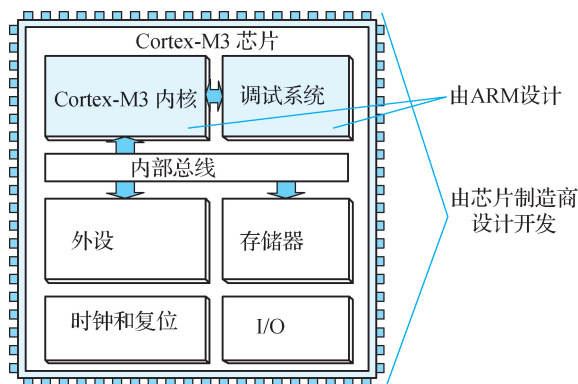 Cortex-M3 芯片
Cortex-M3 内核
调试系统
由ARM设计
内部总线
由芯片制造商
设计开发
外设
存储器
时钟和复位
I/O